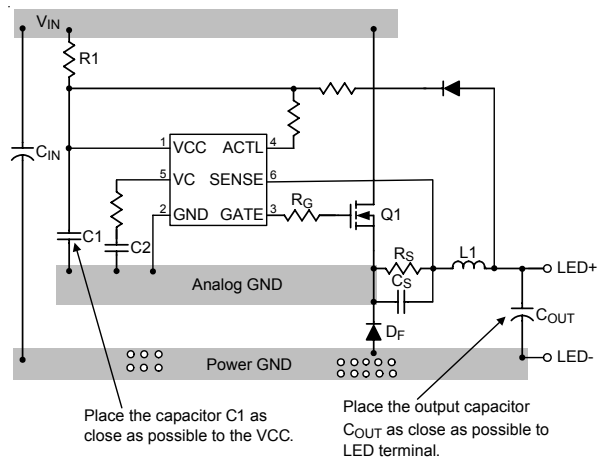 VIN
R1
CIN
1 VCC ACTL 4
5 VC SENSE 6
2 GND GATE 3
RG
Q1
C1
C2
RS
L1
CS
LED+
Analog GND
COUT
DF
Power GND
LED-
Place the capacitor C1 as
close as possible to the VCC.
Place the output capacitor
COUT as close as possible to
LED terminal.